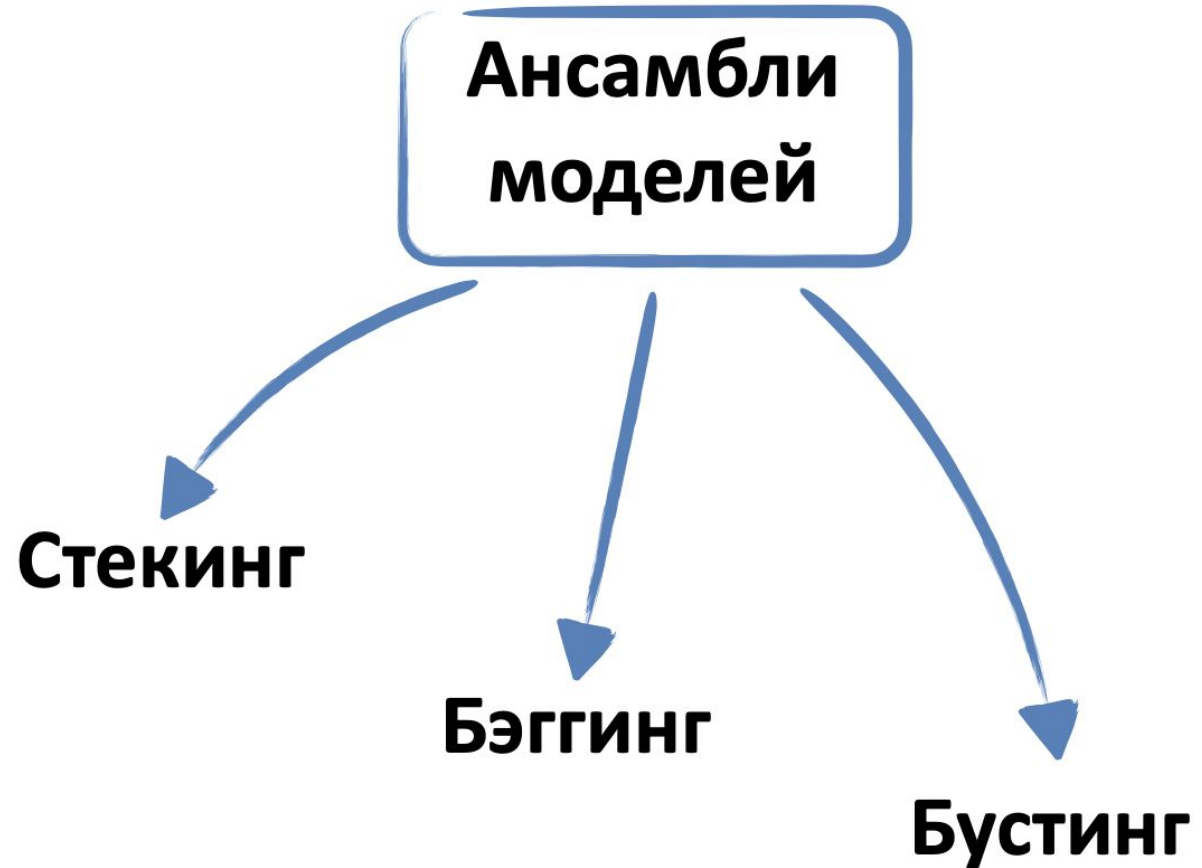 Ансамбли
моделей
Стекинг
Бэггинг
Бустинг